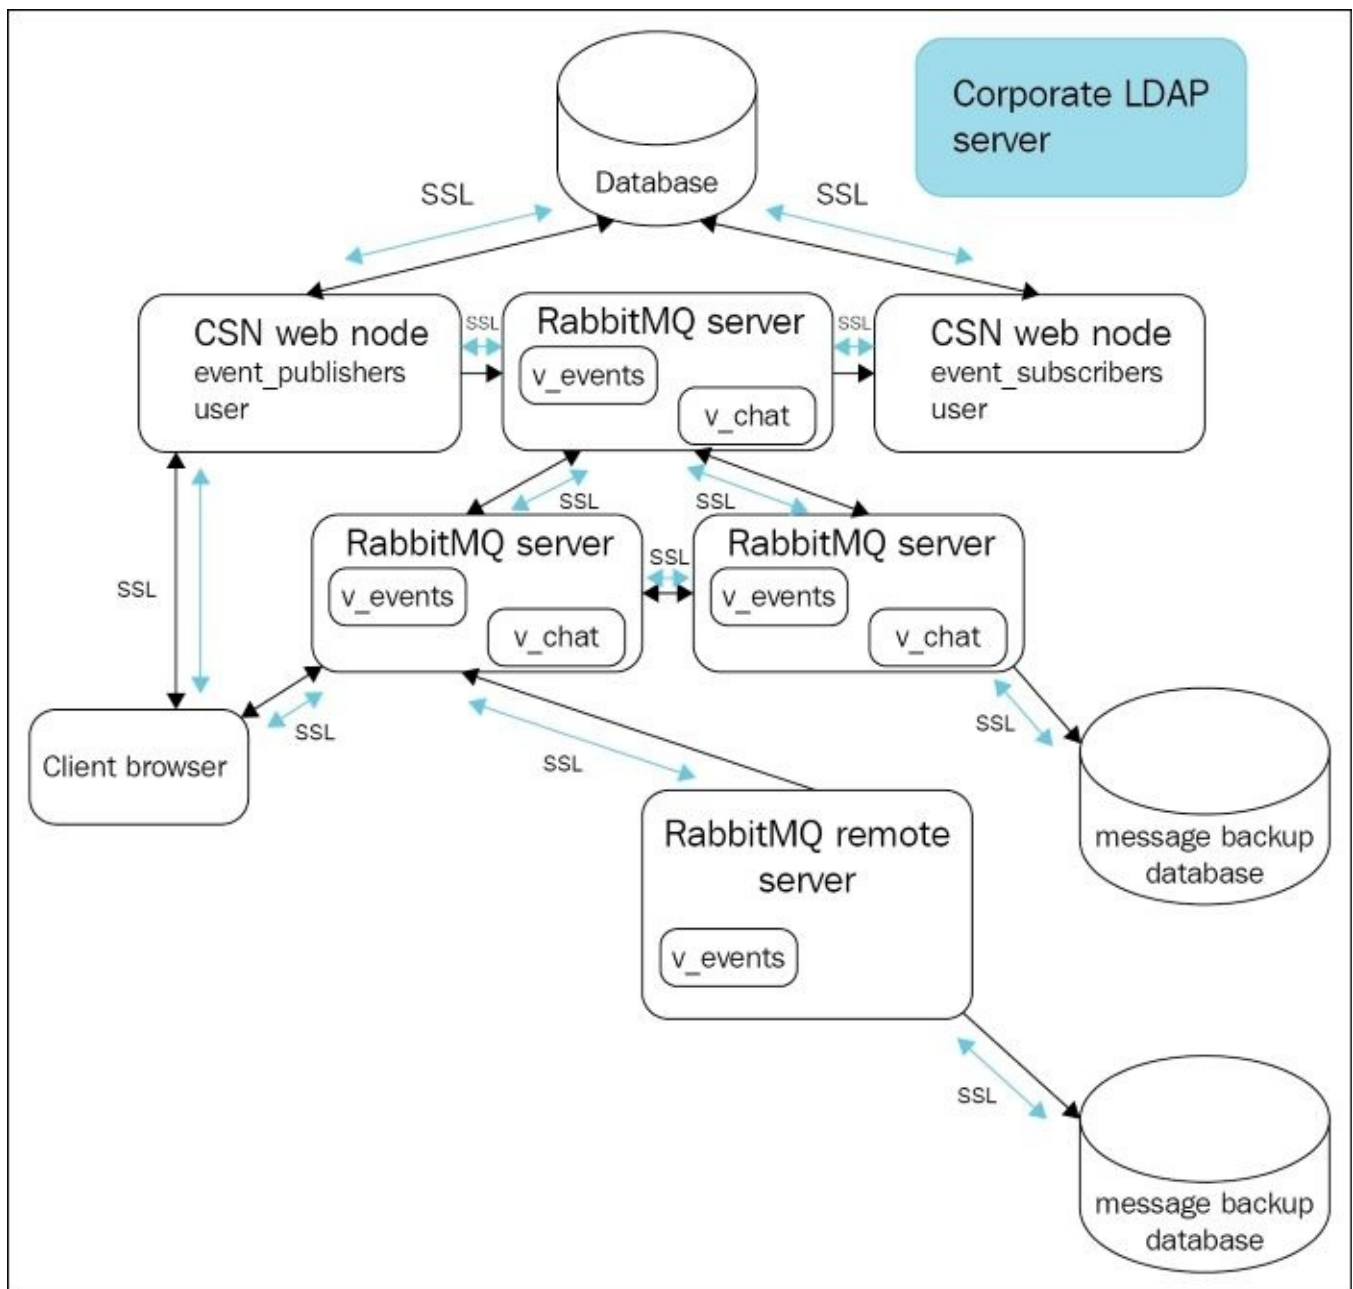 Corporate LDAP
server
Database
SSL
SSL
CSN web node
event_publishers
user
SSL
RabbitMQ server
v_events
v_chat
SSL
CSN web node
event_subscribers
user
SSL
SSL
RabbitMQ server
v_events
v_chat
SSL
RabbitMQ server
v_events
v_chat
SSL
Client browser
SSL
SSL
SSL
message backup
database
RabbitMQ remote
server
v_events
SSL
message backup
database